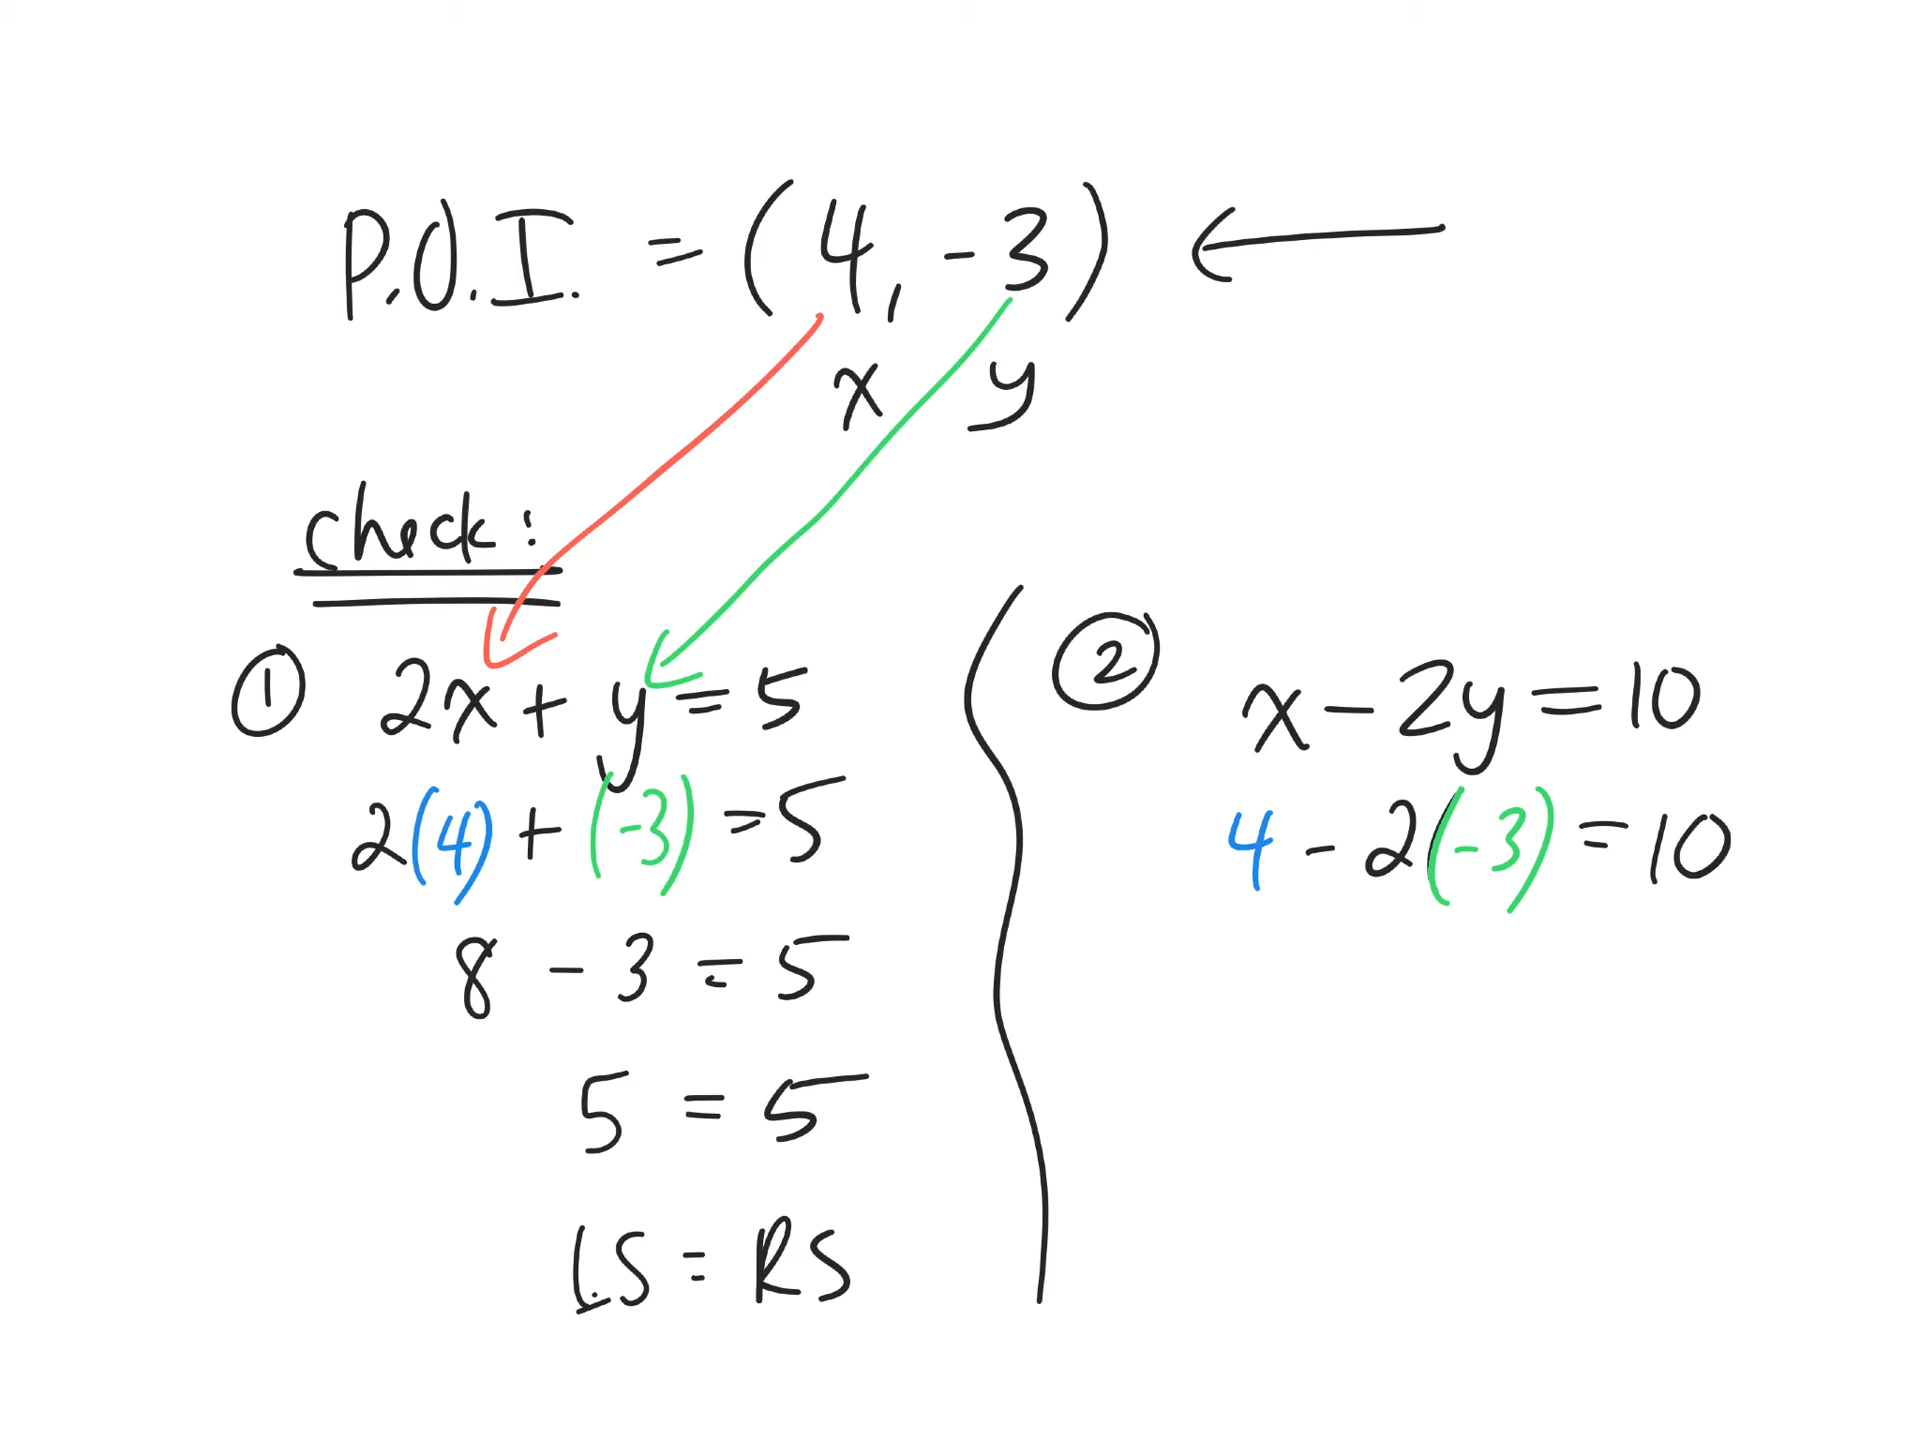 P.O.I. = (4, -3)
x y
Check:
① 2x + y = 5
2(4) + (-3) = 5
8 - 3 = 5
5 = 5
LS = RS
② x - 2y = 10
4 - 2(-3) = 10